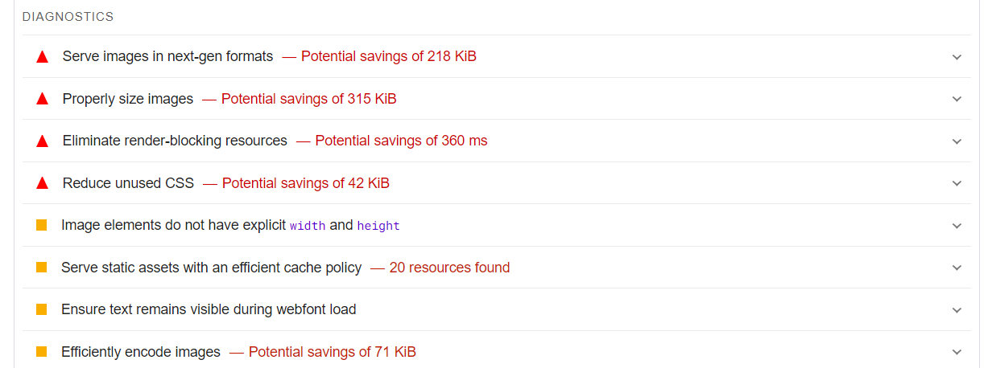 DIAGNOSTICS
Serve images in next-gen formats — Potential savings of 218 KiB
Properly size images — Potential savings of 315 KiB
Eliminate render-blocking resources — Potential savings of 360 ms
Reduce unused CSS — Potential savings of 42 KiB
Image elements do not have explicit width and height
Serve static assets with an efficient cache policy — 20 resources found
Ensure text remains visible during webfont load
Efficiently encode images — Potential savings of 71 KiB